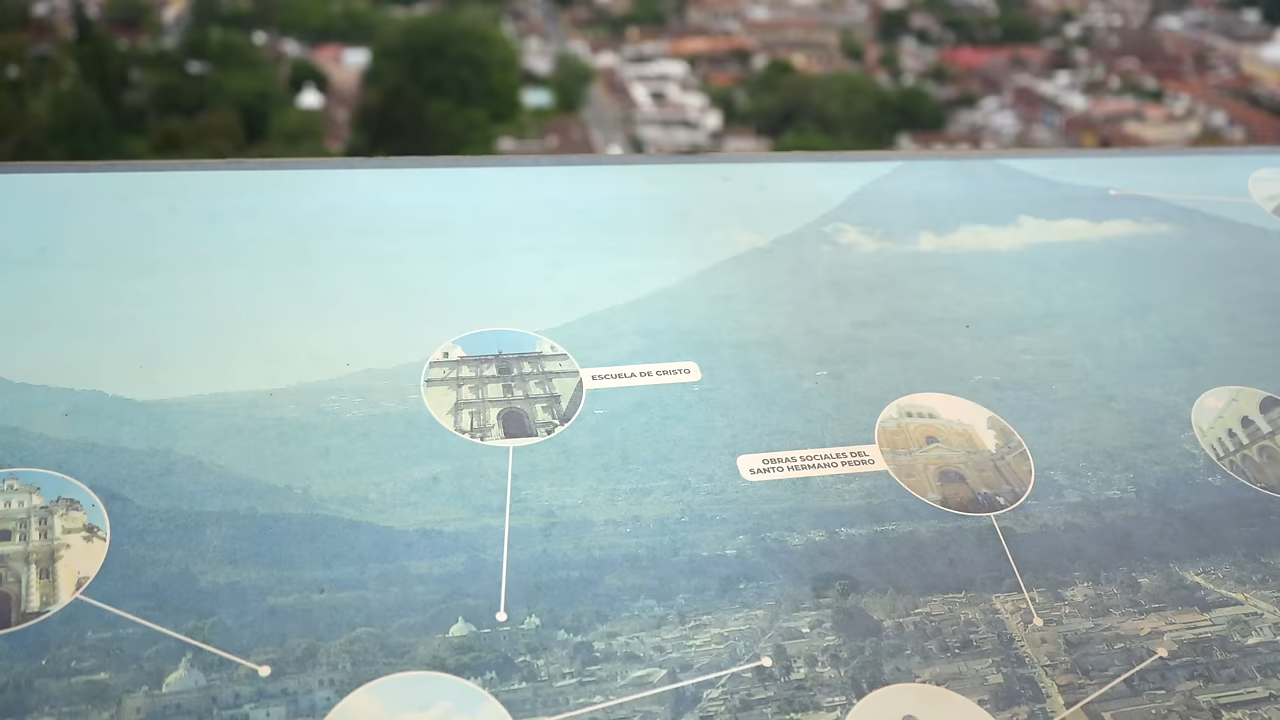 ESCUELA DE CRISTO
OBRAS SOCIALES DEL
SANTO HERMANO PEDRO